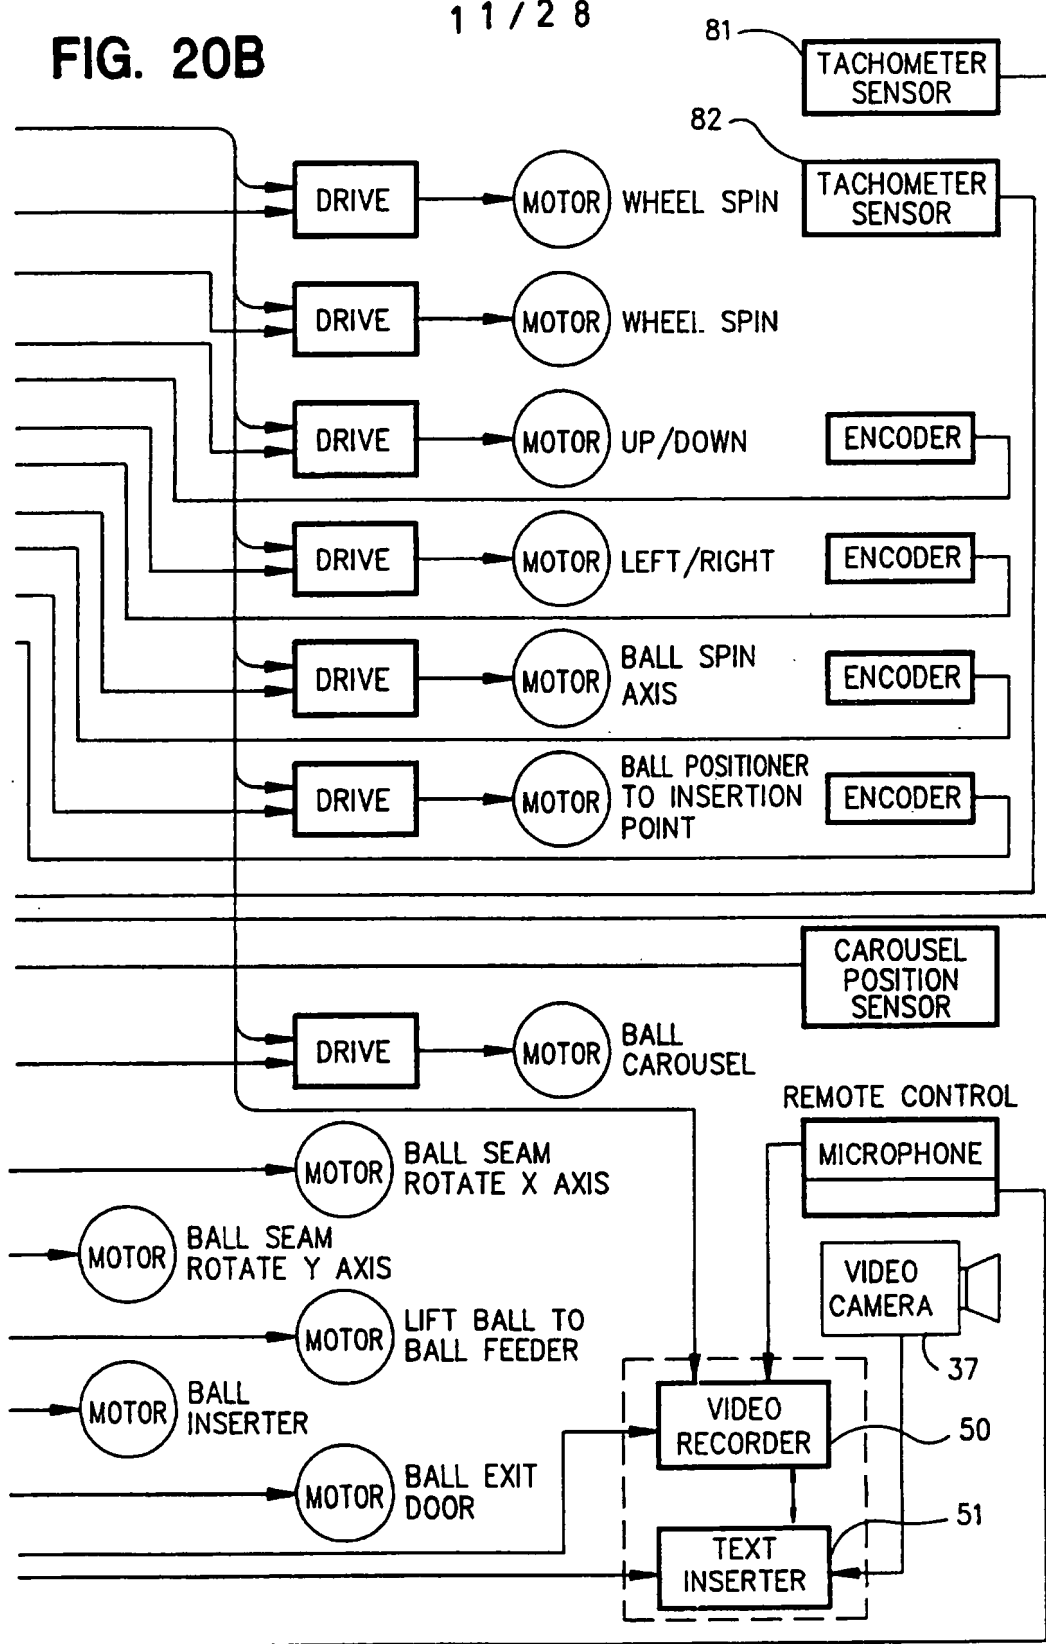 11/28
FIG. 20B
81
TACHOMETER
SENSOR
82
TACHOMETER
SENSOR
DRIVE
MOTOR
WHEEL SPIN
DRIVE
MOTOR
WHEEL SPIN
DRIVE
MOTOR
UP/DOWN
ENCODER
DRIVE
MOTOR
LEFT/RIGHT
ENCODER
DRIVE
MOTOR
BALL SPIN
AXIS
ENCODER
DRIVE
MOTOR
BALL POSITIONER
TO INSERTION
POINT
ENCODER
CAROUSEL
POSITION
SENSOR
DRIVE
MOTOR
BALL
CAROUSEL
REMOTE CONTROL
MICROPHONE
MOTOR
BALL SEAM
ROTATE X AXIS
MOTOR
BALL SEAM
ROTATE Y AXIS
VIDEO
CAMERA
37
MOTOR
LIFT BALL TO
BALL FEEDER
MOTOR
BALL
INSERTER
VIDEO
RECORDER
50
MOTOR
BALL EXIT
DOOR
TEXT
INSERTER
51